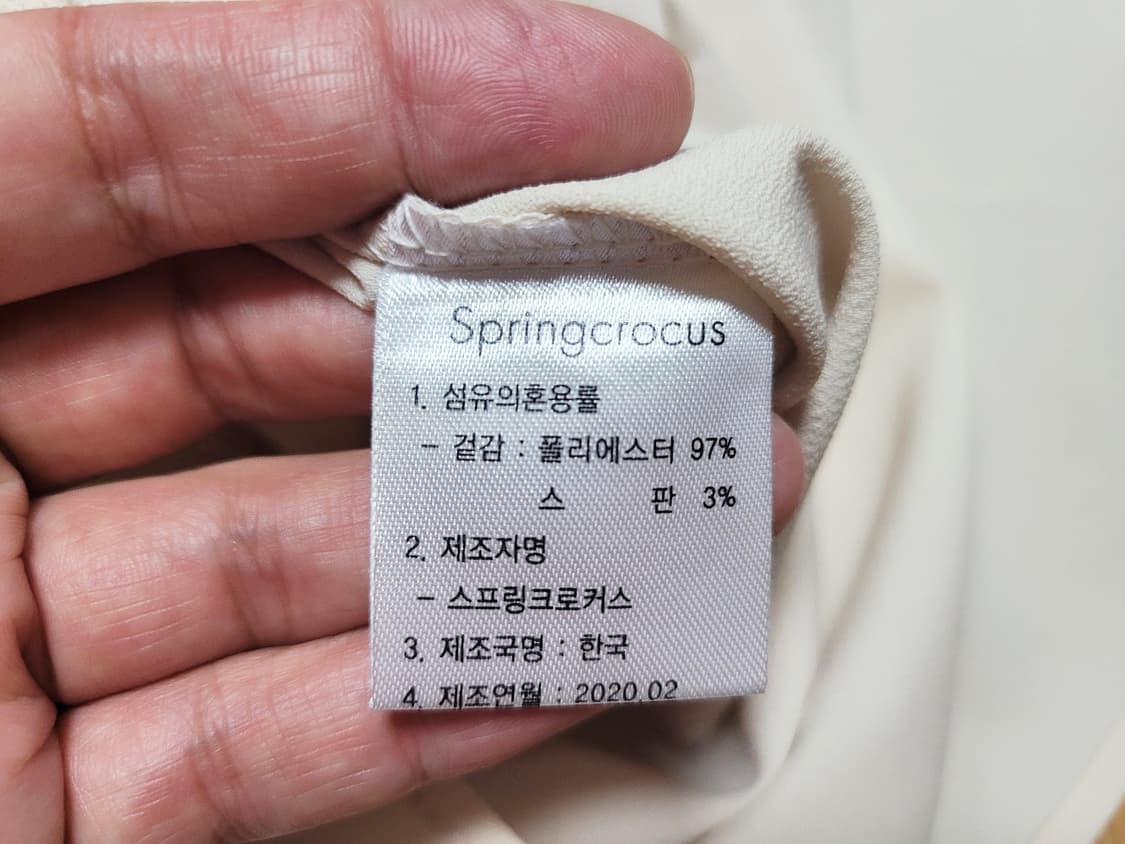 Springcrocus
1. 섬유의혼용률
- 겉감 : 폴리에스터 97%
스 판 3%
2. 제조자명
- 스프링크로커스
3. 제조국명 : 한국
4. 제조연월 : 2020.02